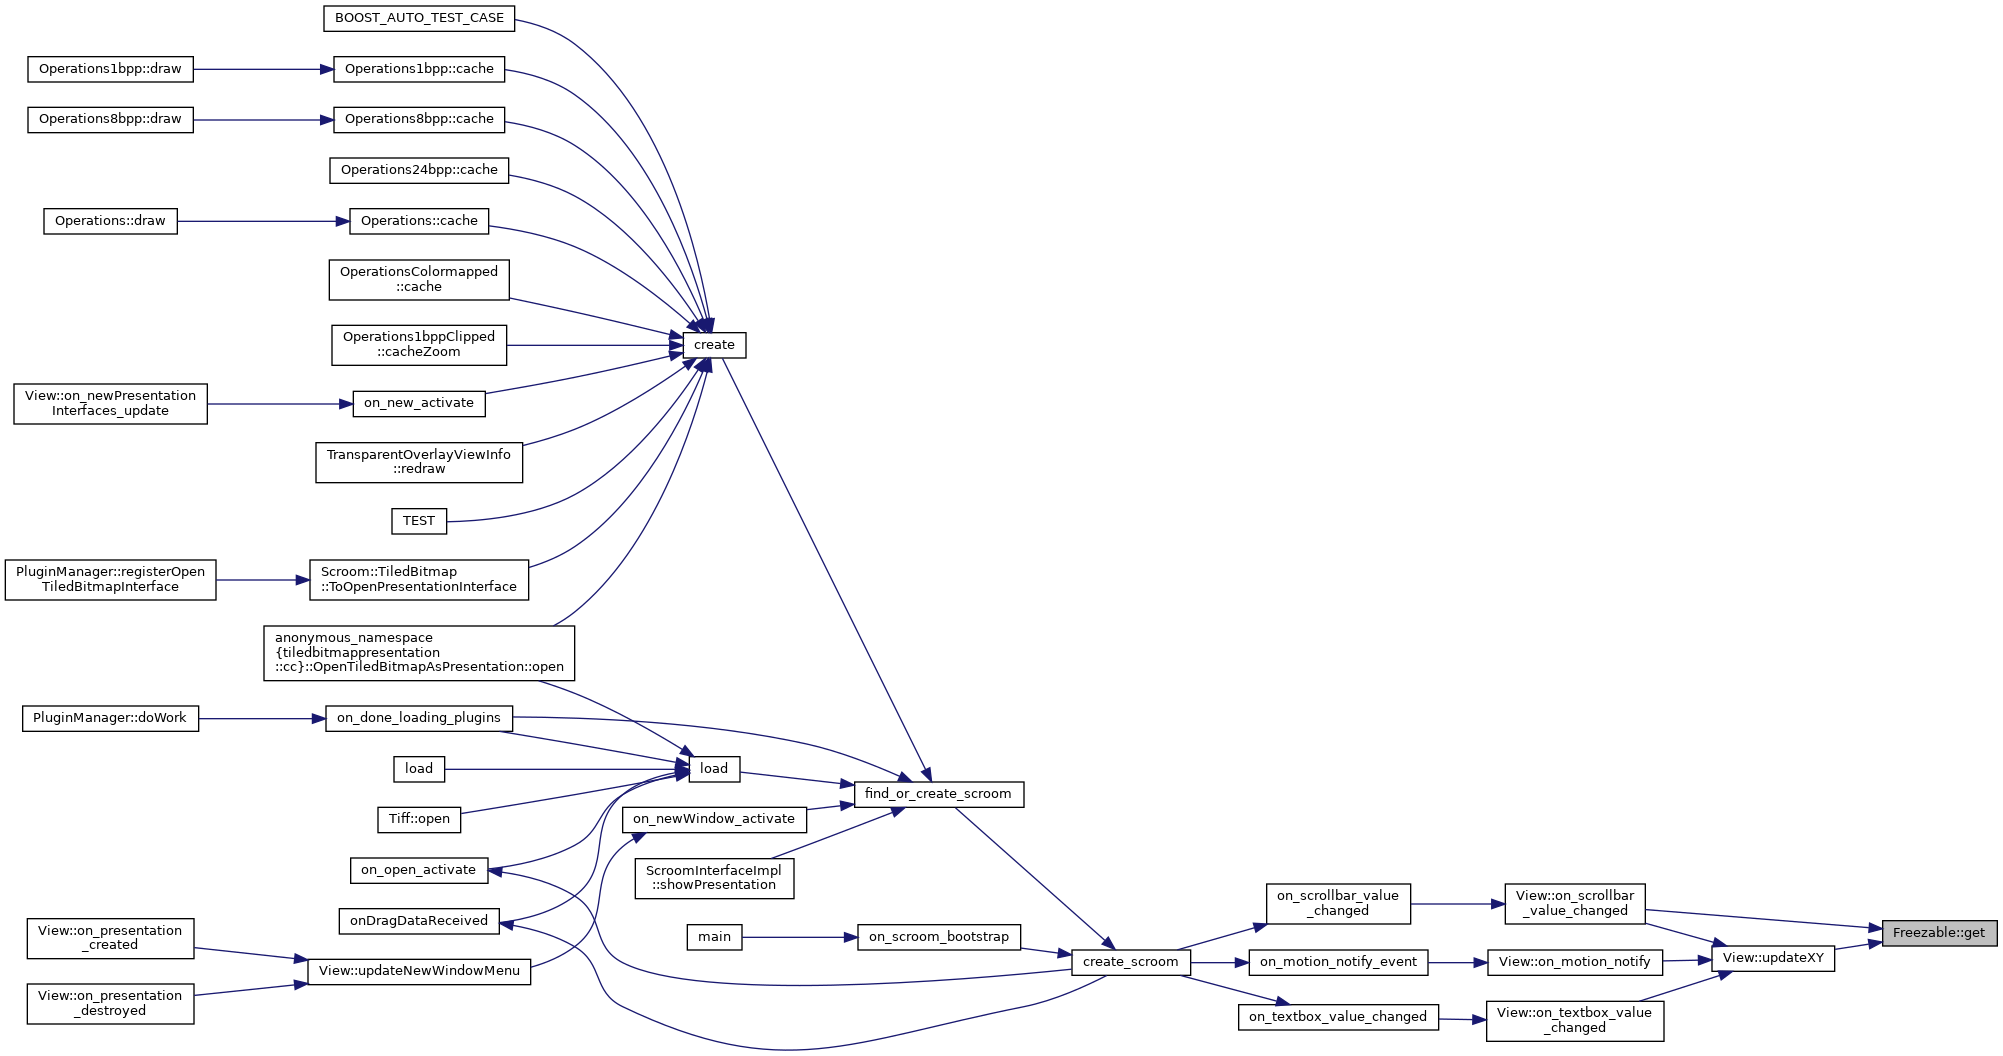 BOOST_AUTO_TEST_CASE
Operations1bpp::draw
Operations1bpp::cache
Operations8bpp::draw
Operations8bpp::cache
Operations24bpp::cache
Operations::draw
Operations::cache
OperationsColormapped
::cache
Operations1bppClipped
::cacheZoom
create
View::on_newPresentation
Interfaces_update
on_new_activate
TransparentOverlayViewInfo
::redraw
TEST
PluginManager::registerOpen
TiledBitmapInterface
Scroom::TiledBitmap
::ToOpenPresentationInterface
anonymous_namespace
{tiledbitmappresentation
::cc}::OpenTiledBitmapAsPresentation::open
PluginManager::doWork
on_done_loading_plugins
load
load
find_or_create_scroom
Tiff::open
on_newWindow_activate
on_open_activate
ScroomInterfaceImpl
::showPresentation
onDragDataReceived
View::on_presentation
_created
View::updateNewWindowMenu
View::on_presentation
_destroyed
main
on_scroom_bootstrap
create_scroom
on_scrollbar_value
_changed
View::on_scrollbar
_value_changed
on_motion_notify_event
View::on_motion_notify
on_textbox_value_changed
View::on_textbox_value
_changed
View::updateXY
Freezable::get